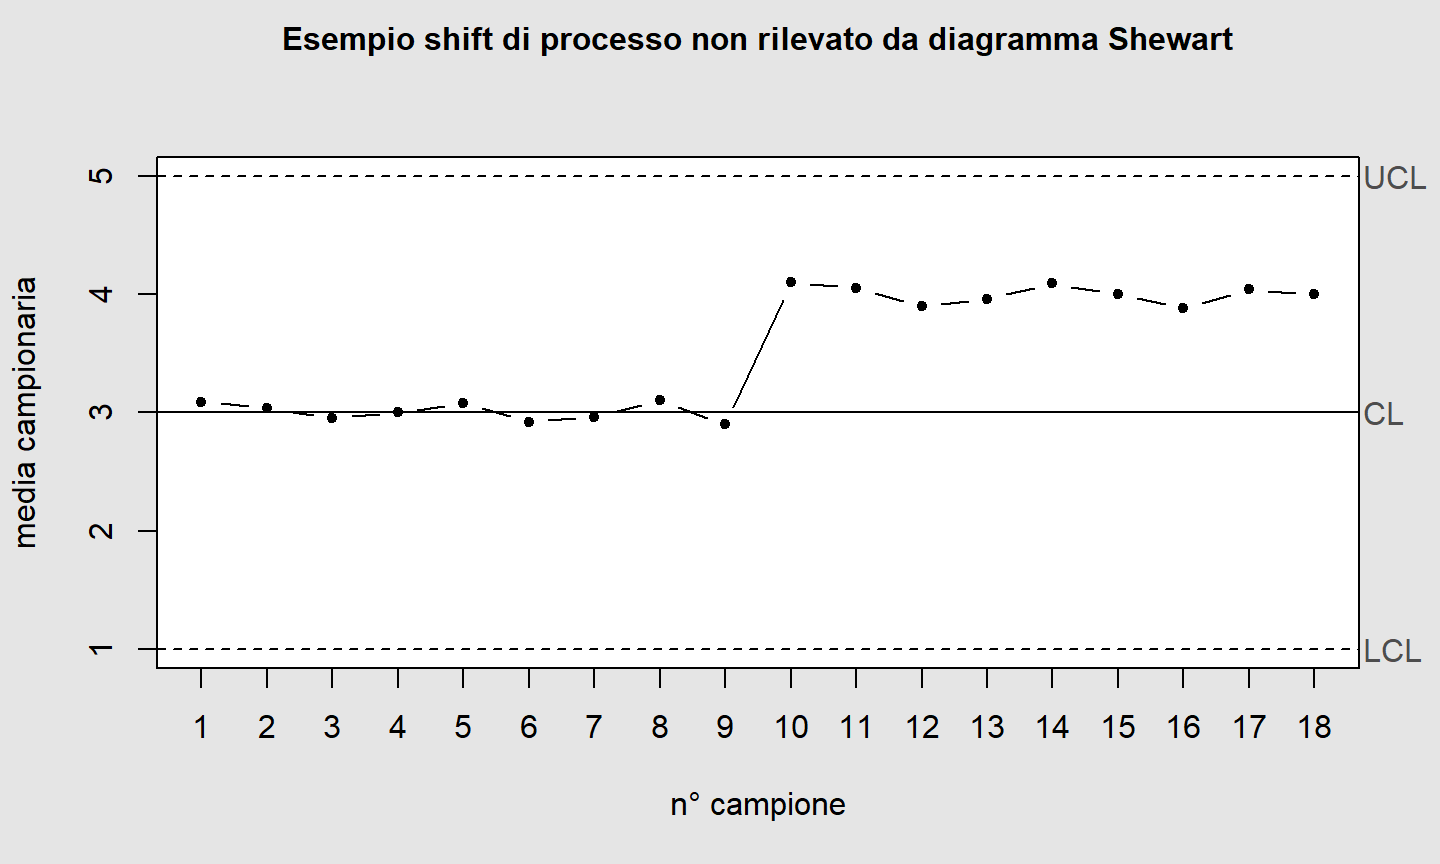 Esempio shift di processo non rilevato da diagramma Shewart
media campionaria
5
4
3
2
1
UCL
CL
LCL
1 2 3 4 5 6 7 8 9 10 11 12 13 14 15 16 17 18
n° campione